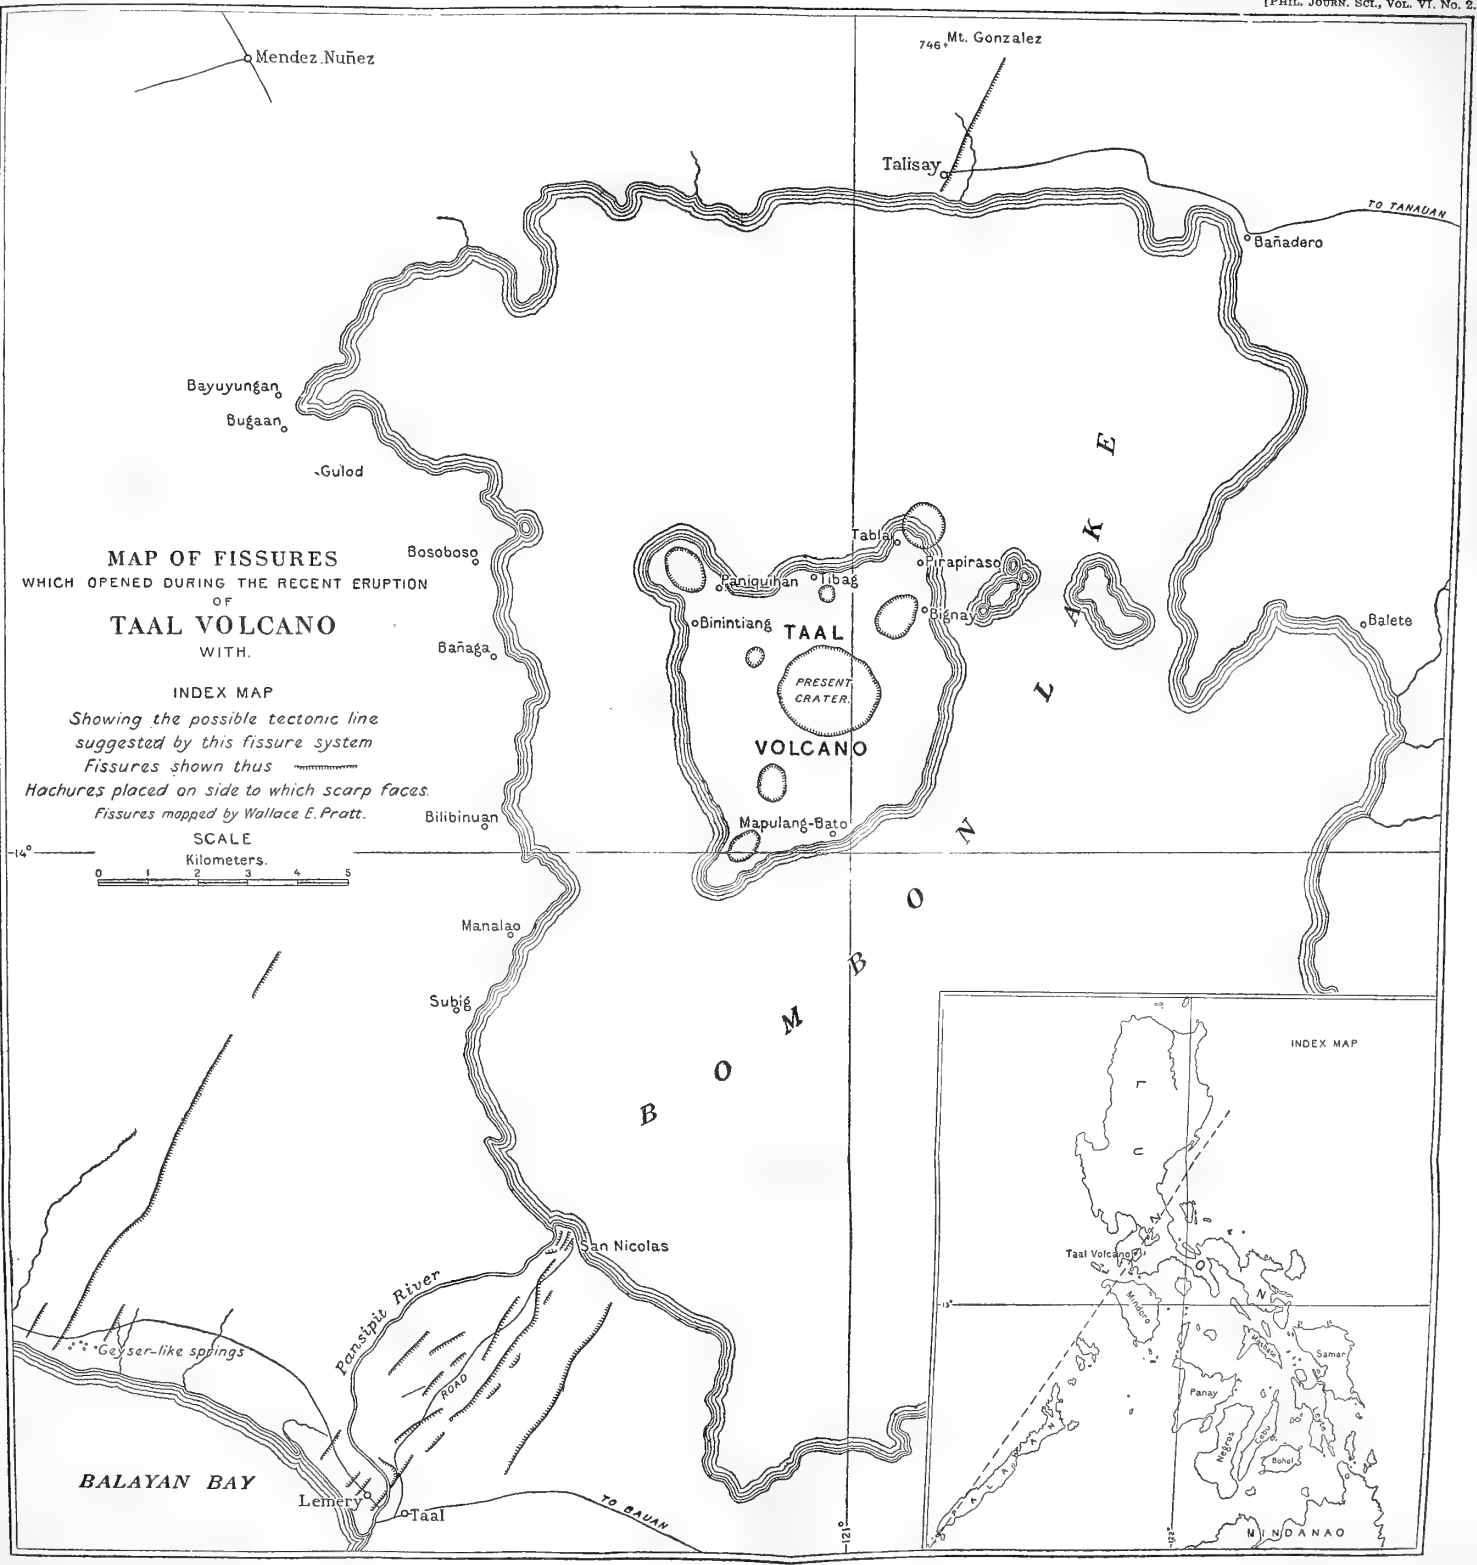 [PHIL. JOURN. SCI., VOL. VI, NO. 2.
Mendez Nuñez
746+ Mt. Gonzalez
Talisay
TO TANAUAN
Bañadero
Bayuyungan
Bugaan
Gulod
Bosoboso
Bañaga
Bilibinuan
Manalao
Subig
MAP OF FISSURES
WHICH OPENED DURING THE RECENT ERUPTION
OF
TAAL VOLCANO
WITH.
INDEX MAP
Showing the possible tectonic line
suggested by this fissure system
Fissures shown thus
Hachures placed on side to which scarp faces.
Fissures mapped by Wallace E. Pratt.
SCALE
Kilometers.
0 1 2 3 4 5
14°
Tabla
Pirapiraso
Paniquihan
Tibag
Bignay
Binintiang
TAAL
PRESENT
CRATER.
VOLCANO
Mapulang-Bato
Balete
BOMBON LAKE
San Nicolas
Pansipit River
ROAD
Geyser-like springs
BALAYAN BAY
Lemery
Taal
TO BAUAN
121°
INDEX MAP
LUZON
Taal Volcano
13°
Mindoro
Masbate
Samar
Panay
Negros
Cebu
Leyte
Bohol
PALAUAN
MINDANAO
122°